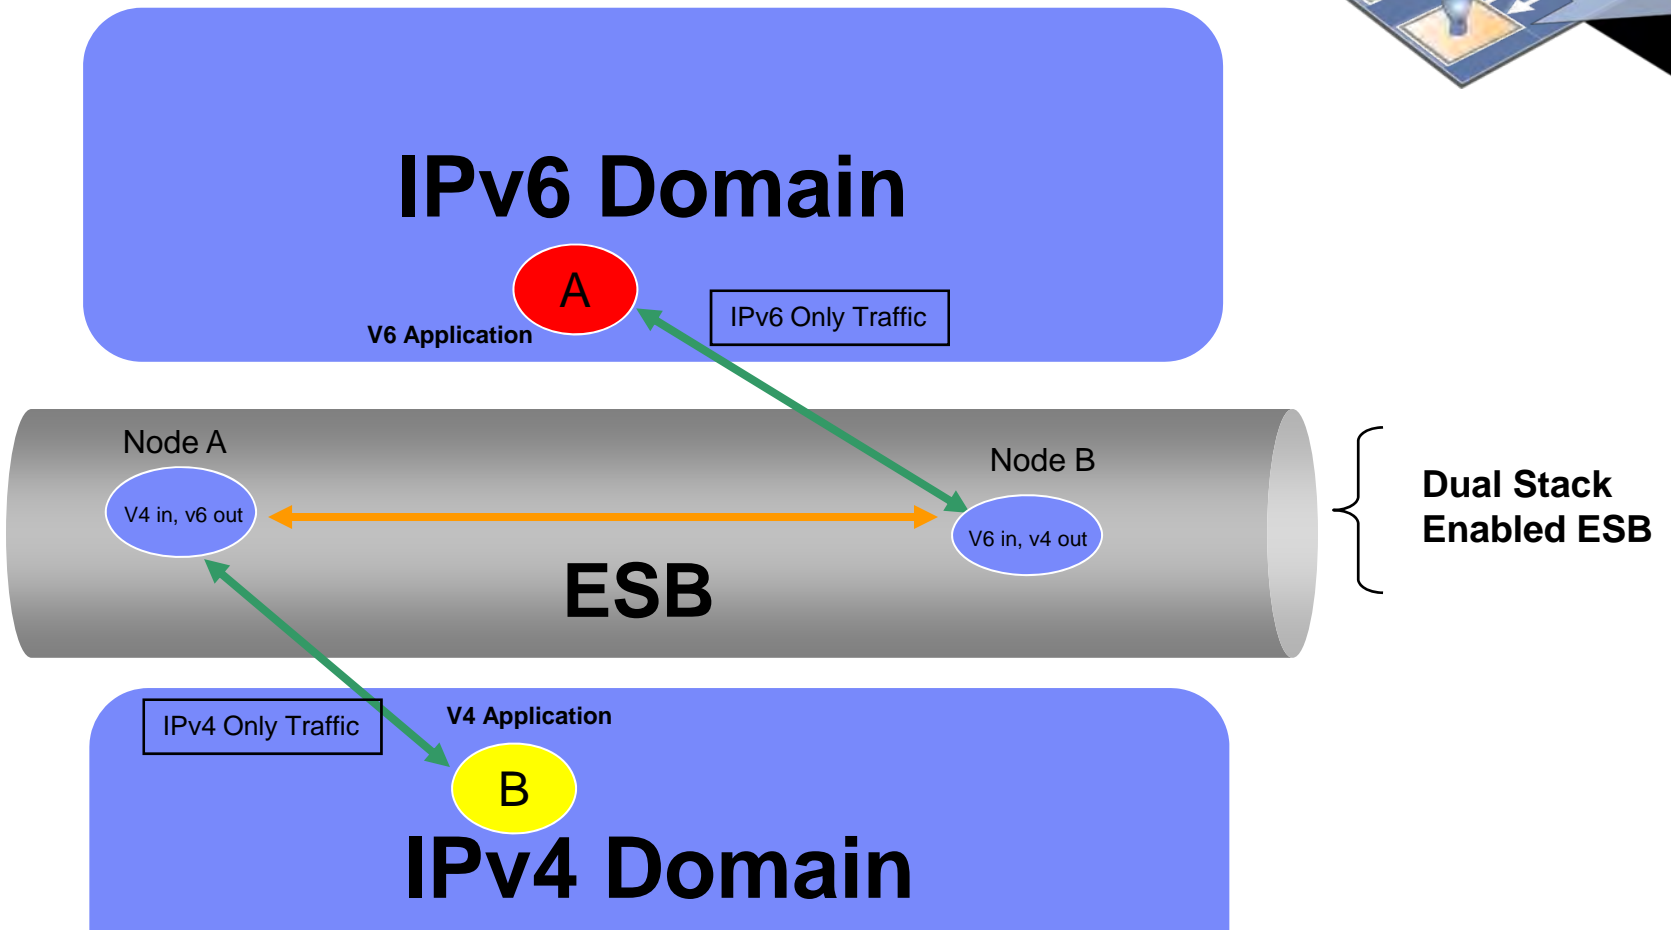 IPv6 Domain
A
V6 Application
IPv6 Only Traffic
Node A
V4 in, v6 out
Node B
V6 in, v4 out
ESB
Dual Stack
Enabled ESB
IPv4 Only Traffic
V4 Application
B
IPv4 Domain